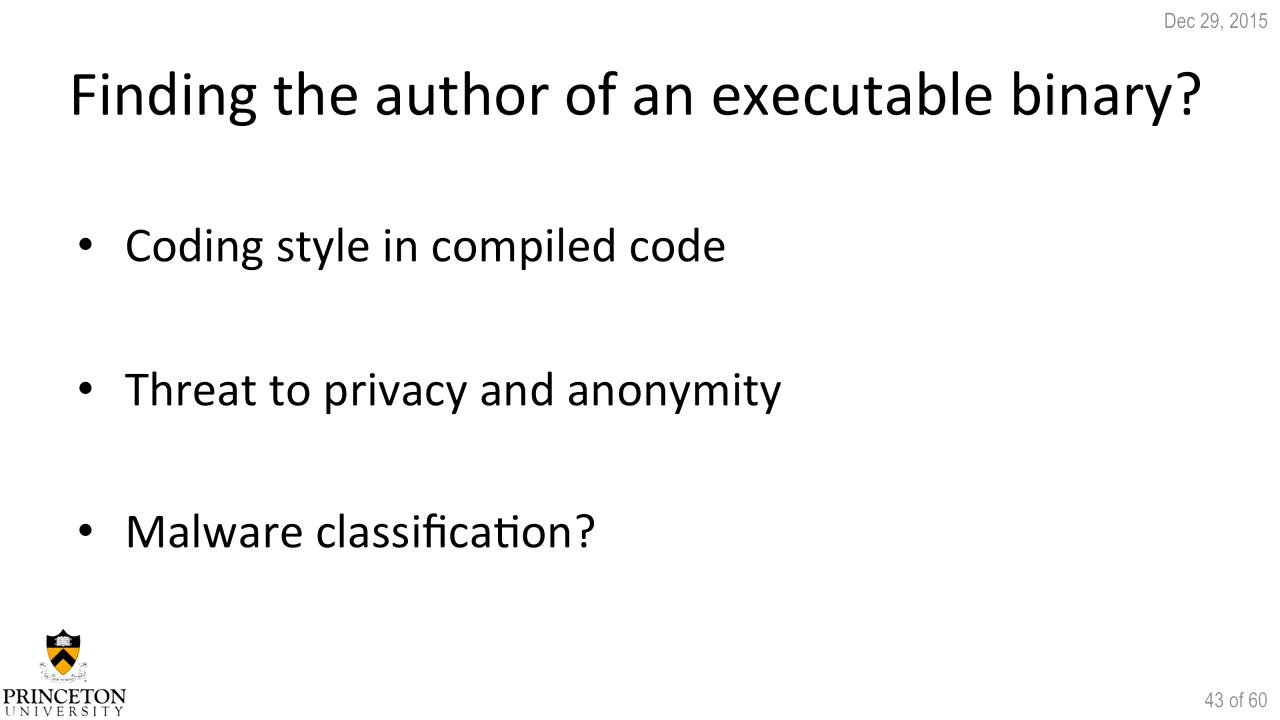 Dec 29, 2015
Finding the author of an executable binary?
• Coding style in compiled code
• Threat to privacy and anonymity
• Malware classification?
PRINCETON
UNIVERSITY
43 of 60